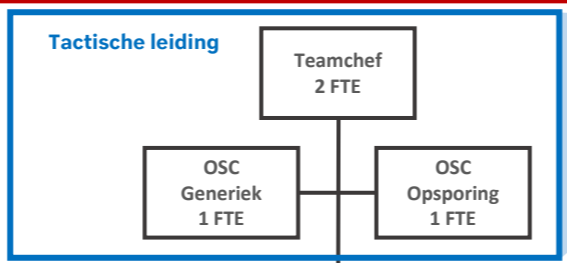 Tactische leiding
Teamchef
2 FTE
OSC
Generiek
1 FTE
OSC
Opsporing
1 FTE